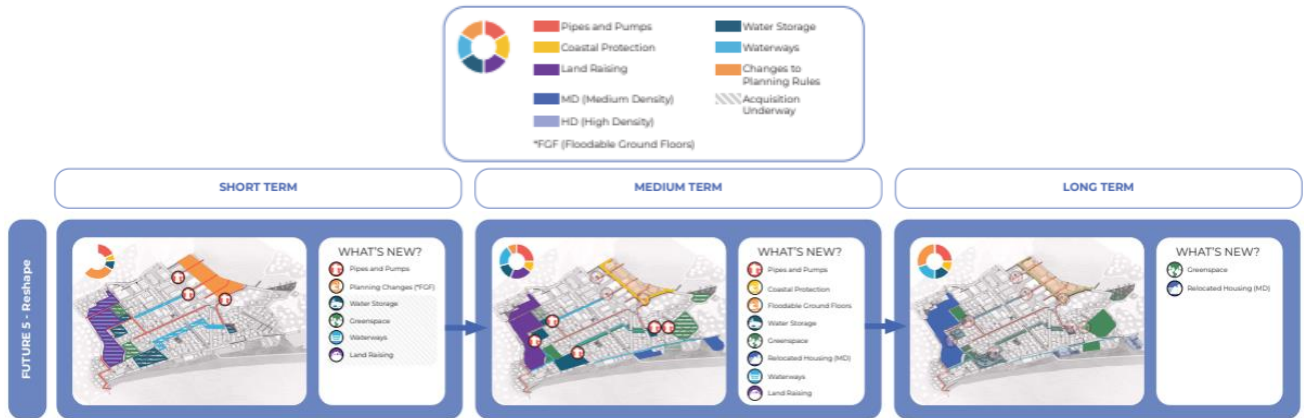 Pipes and Pumps
Coastal Protection
Land Raising
MD (Medium Density)
HD (High Density)
*FGF (Floodable Ground Floors)
Water Storage
Waterways
Changes to
Planning Rules
Acquisition
Underway
SHORT TERM
MEDIUM TERM
LONG TERM
FUTURE 5 - Reshape
WHAT'S NEW?
Pipes and Pumps
Planning Changes (*FGF)
Water Storage
Greenspace
Waterways
Land Raising
WHAT'S NEW?
Pipes and Pumps
Coastal Protection
Floodable Ground Floors
Water Storage
Greenspace
Relocated Housing (MD)
Waterways
Land Raising
WHAT'S NEW?
Greenspace
Relocated Housing (MD)